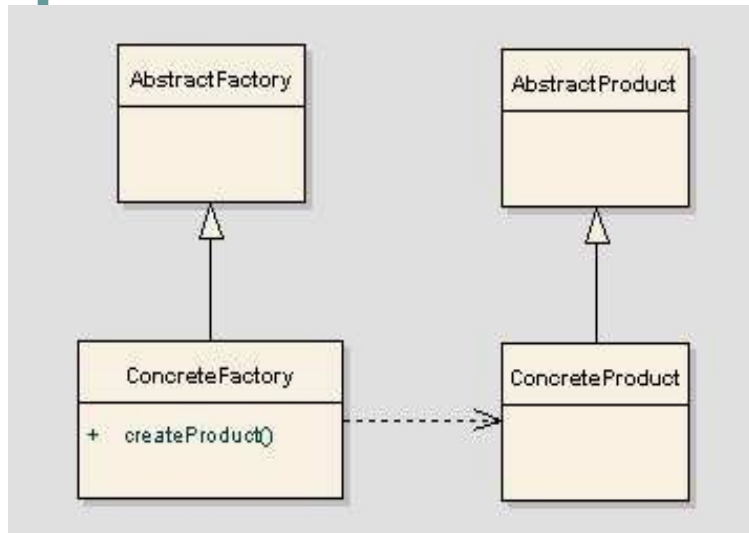 AbstractFactory
AbstractProduct
ConcreteFactory
+ createProduct()
ConcreteProduct